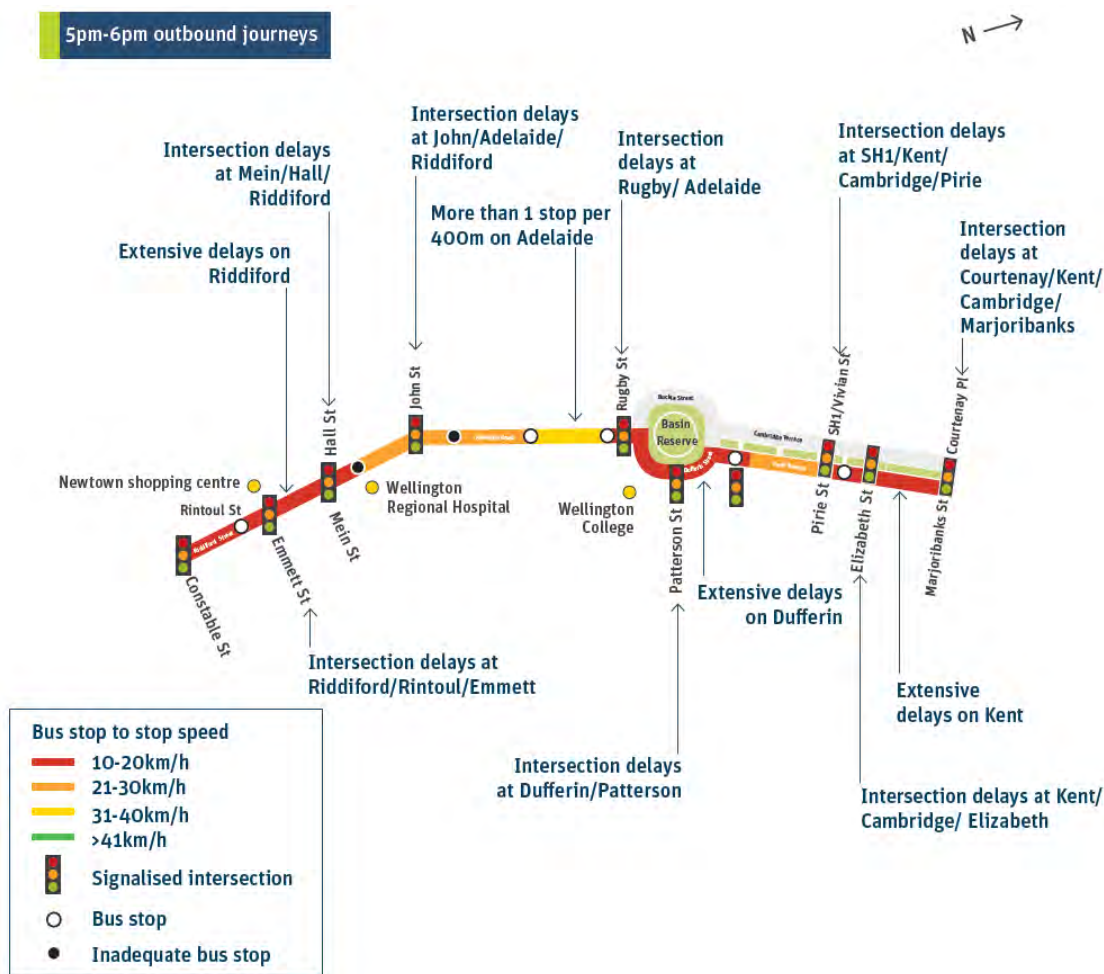 5pm-6pm outbound journeys
N
Intersection delays
at Mein/Hall/
Riddiford
Extensive delays on
Riddiford
Intersection delays
at John/Adelaide/
Riddiford
More than 1 stop per
400m on Adelaide
Intersection
delays at
Rugby/ Adelaide
Intersection delays
at SH1/Kent/
Cambridge/Pirie
Intersection
delays at
Courtenay/Kent/
Cambridge/
Marjoribanks
John St
Hall St
Rugby St
SH1/Vivian St
Courtenay Pl
Basin
Reserve
Cambridge Terrace
Dufferin Street
Newtown shopping centre
Rintoul St
Riddiford Street
Wellington
Regional Hospital
Wellington
College
Constable St
Emmett St
Mein St
Patterson St
Pirie St
Elizabeth St
Marjoribanks St
Extensive delays
on Dufferin
Intersection delays at
Riddiford/Rintoul/Emmett
Extensive
delays on Kent
Intersection delays
at Dufferin/Patterson
Intersection delays at Kent/
Cambridge/ Elizabeth
Bus stop to stop speed
10-20km/h
21-30km/h
31-40km/h
>41km/h
Signalised intersection
Bus stop
Inadequate bus stop